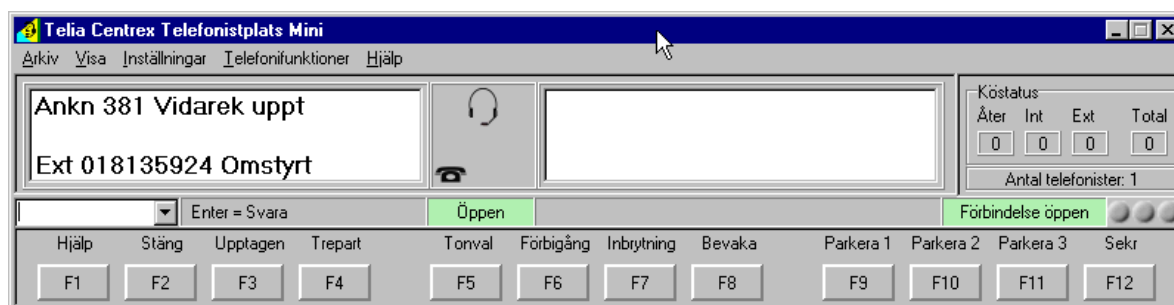 Telia Centrex Telefonistplats Mini
Arkiv Visa Inställningar Telefonifunktioner Hjälp
Ankn 381 Vidarek uppt
Ext 018135924 Omstyrt
Köstatus
Åter Int Ext Total
0 0 0 0
Antal telefonister: 1
Enter = Svara Öppen Förbindelse öppen
Hjälp Stäng Upptagen Trepart Tonval Förbigång Inbrytning Bevaka Parkera 1 Parkera 2 Parkera 3 Sekr
F1 F2 F3 F4 F5 F6 F7 F8 F9 F10 F11 F12